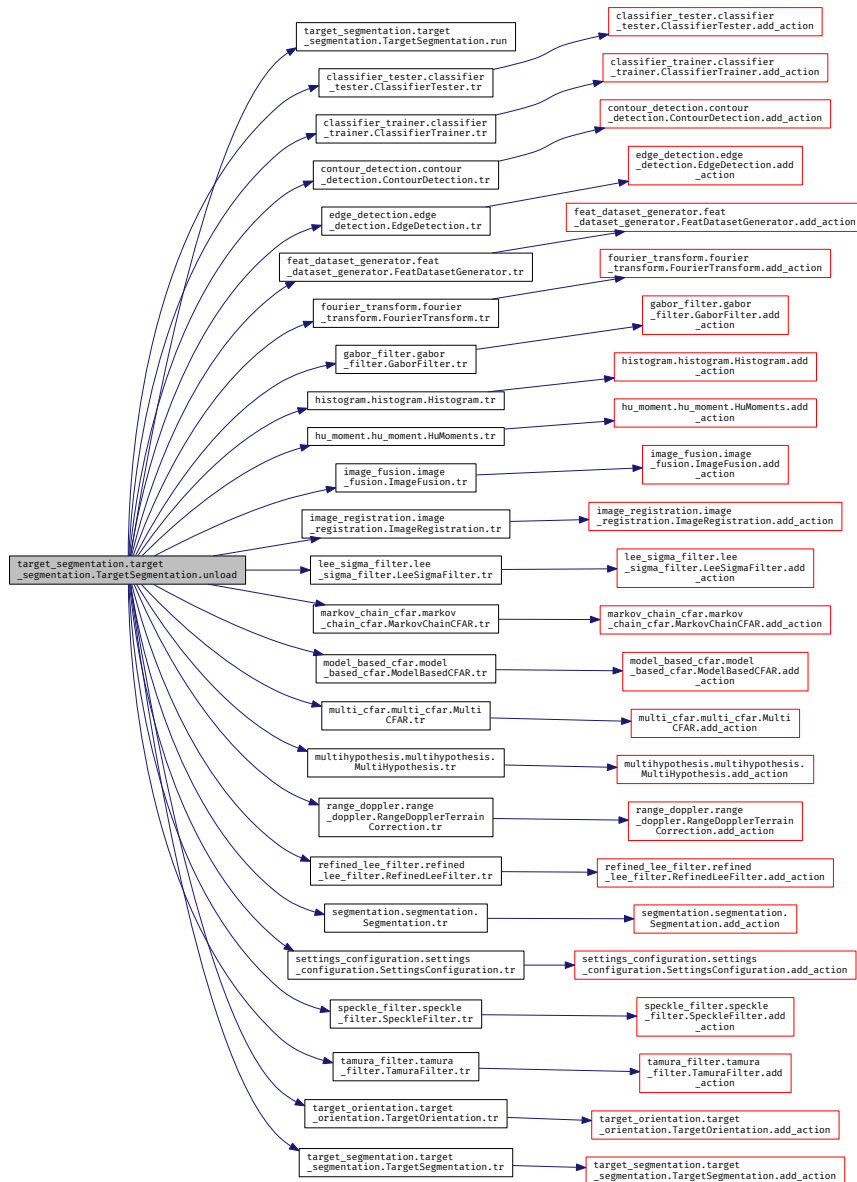 target_segmentation.target
_segmentation.TargetSegmentation.unload
target_segmentation.target
_segmentation.TargetSegmentation.run
classifier_tester.classifier
_tester.ClassifierTester.tr
classifier_tester.classifier
_tester.ClassifierTester.add_action
classifier_trainer.classifier
_trainer.ClassifierTrainer.tr
classifier_trainer.classifier
_trainer.ClassifierTrainer.add_action
contour_detection.contour
_detection.ContourDetection.tr
contour_detection.contour
_detection.ContourDetection.add_action
edge_detection.edge
_detection.EdgeDetection.tr
edge_detection.edge
_detection.EdgeDetection.add
_action
feat_dataset_generator.feat
_dataset_generator.FeatDatasetGenerator.tr
feat_dataset_generator.feat
_dataset_generator.FeatDatasetGenerator.add_action
fourier_transform.fourier
_transform.FourierTransform.tr
fourier_transform.fourier
_transform.FourierTransform.add_action
gabor_filter.gabor
_filter.GaborFilter.tr
gabor_filter.gabor
_filter.GaborFilter.add
_action
histogram.histogram.Histogram.tr
histogram.histogram.Histogram.add
_action
hu_moment.hu_moment.HuMoments.tr
hu_moment.hu_moment.HuMoments.add
_action
image_fusion.image
_fusion.ImageFusion.tr
image_fusion.image
_fusion.ImageFusion.add
_action
image_registration.image
_registration.ImageRegistration.tr
image_registration.image
_registration.ImageRegistration.add_action
lee_sigma_filter.lee
_sigma_filter.LeeSigmaFilter.tr
lee_sigma_filter.lee
_sigma_filter.LeeSigmaFilter.add
_action
markov_chain_cfar.markov
_chain_cfar.MarkovChainCFAR.tr
markov_chain_cfar.markov
_chain_cfar.MarkovChainCFAR.add_action
model_based_cfar.model
_based_cfar.ModelBasedCFAR.tr
model_based_cfar.model
_based_cfar.ModelBasedCFAR.add
_action
multi_cfar.multi_cfar.Multi
CFAR.tr
multi_cfar.multi_cfar.Multi
CFAR.add_action
multihypothesis.multihypothesis.
MultiHypothesis.tr
multihypothesis.multihypothesis.
MultiHypothesis.add_action
range_doppler.range
_doppler.RangeDopplerTerrain
Correction.tr
range_doppler.range
_doppler.RangeDopplerTerrain
Correction.add_action
refined_lee_filter.refined
_lee_filter.RefinedLeeFilter.tr
refined_lee_filter.refined
_lee_filter.RefinedLeeFilter.add_action
segmentation.segmentation.
Segmentation.tr
segmentation.segmentation.
Segmentation.add_action
settings_configuration.settings
_configuration.SettingsConfiguration.tr
settings_configuration.settings
_configuration.SettingsConfiguration.add_action
speckle_filter.speckle
_filter.SpeckleFilter.tr
speckle_filter.speckle
_filter.SpeckleFilter.add
_action
tamura_filter.tamura
_filter.TamuraFilter.tr
tamura_filter.tamura
_filter.TamuraFilter.add
_action
target_orientation.target
_orientation.TargetOrientation.tr
target_orientation.target
_orientation.TargetOrientation.add_action
target_segmentation.target
_segmentation.TargetSegmentation.tr
target_segmentation.target
_segmentation.TargetSegmentation.add_action